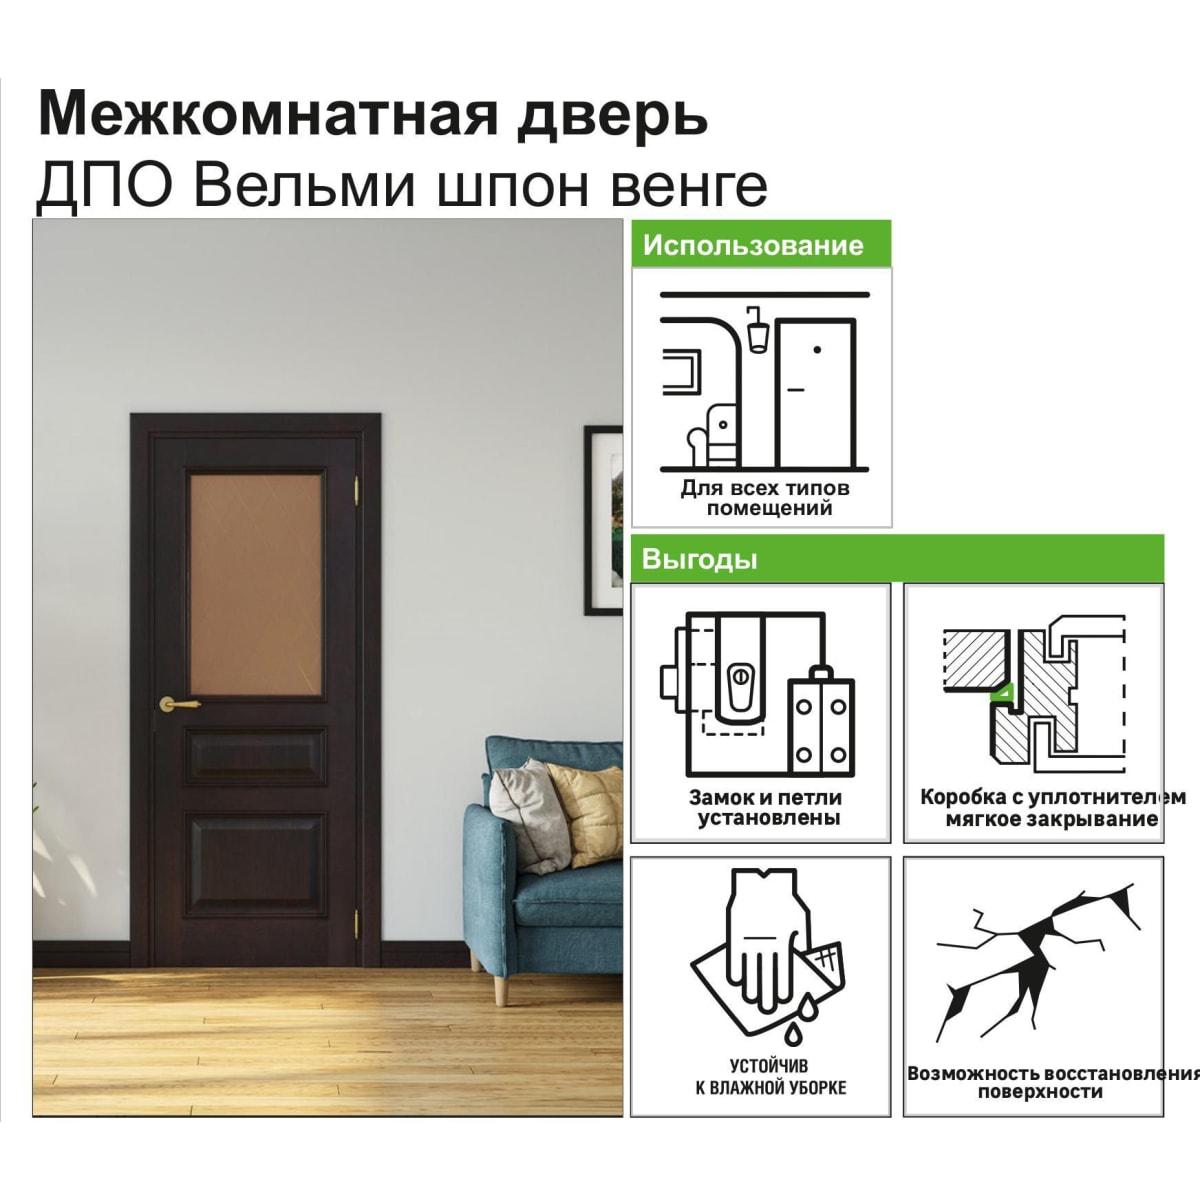 Межкомнатная дверь
ДПО Вельми шпон венге
Использование
Для всех типов
помещений
Выгоды
Замок и петли
установлены
Коробка с уплотнителем
мягкое закрывание
УСТОЙЧИВ
К ВЛАЖНОЙ УБОРКЕ
Возможность восстановления
поверхности